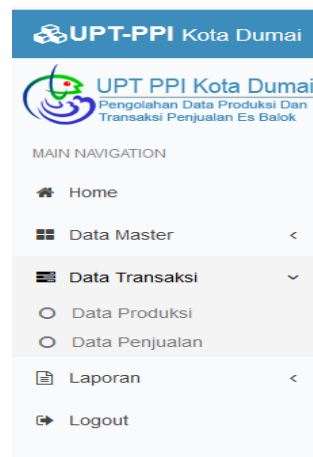 UPT-PPI Kota Dumai
UPT PPI Kota Dumai
Pengolahan Data Produksi Dan
Transaksi Penjualan Es Balok
MAIN NAVIGATION
Home
Data Master
Data Transaksi
Data Produksi
Data Penjualan
Laporan
Logout